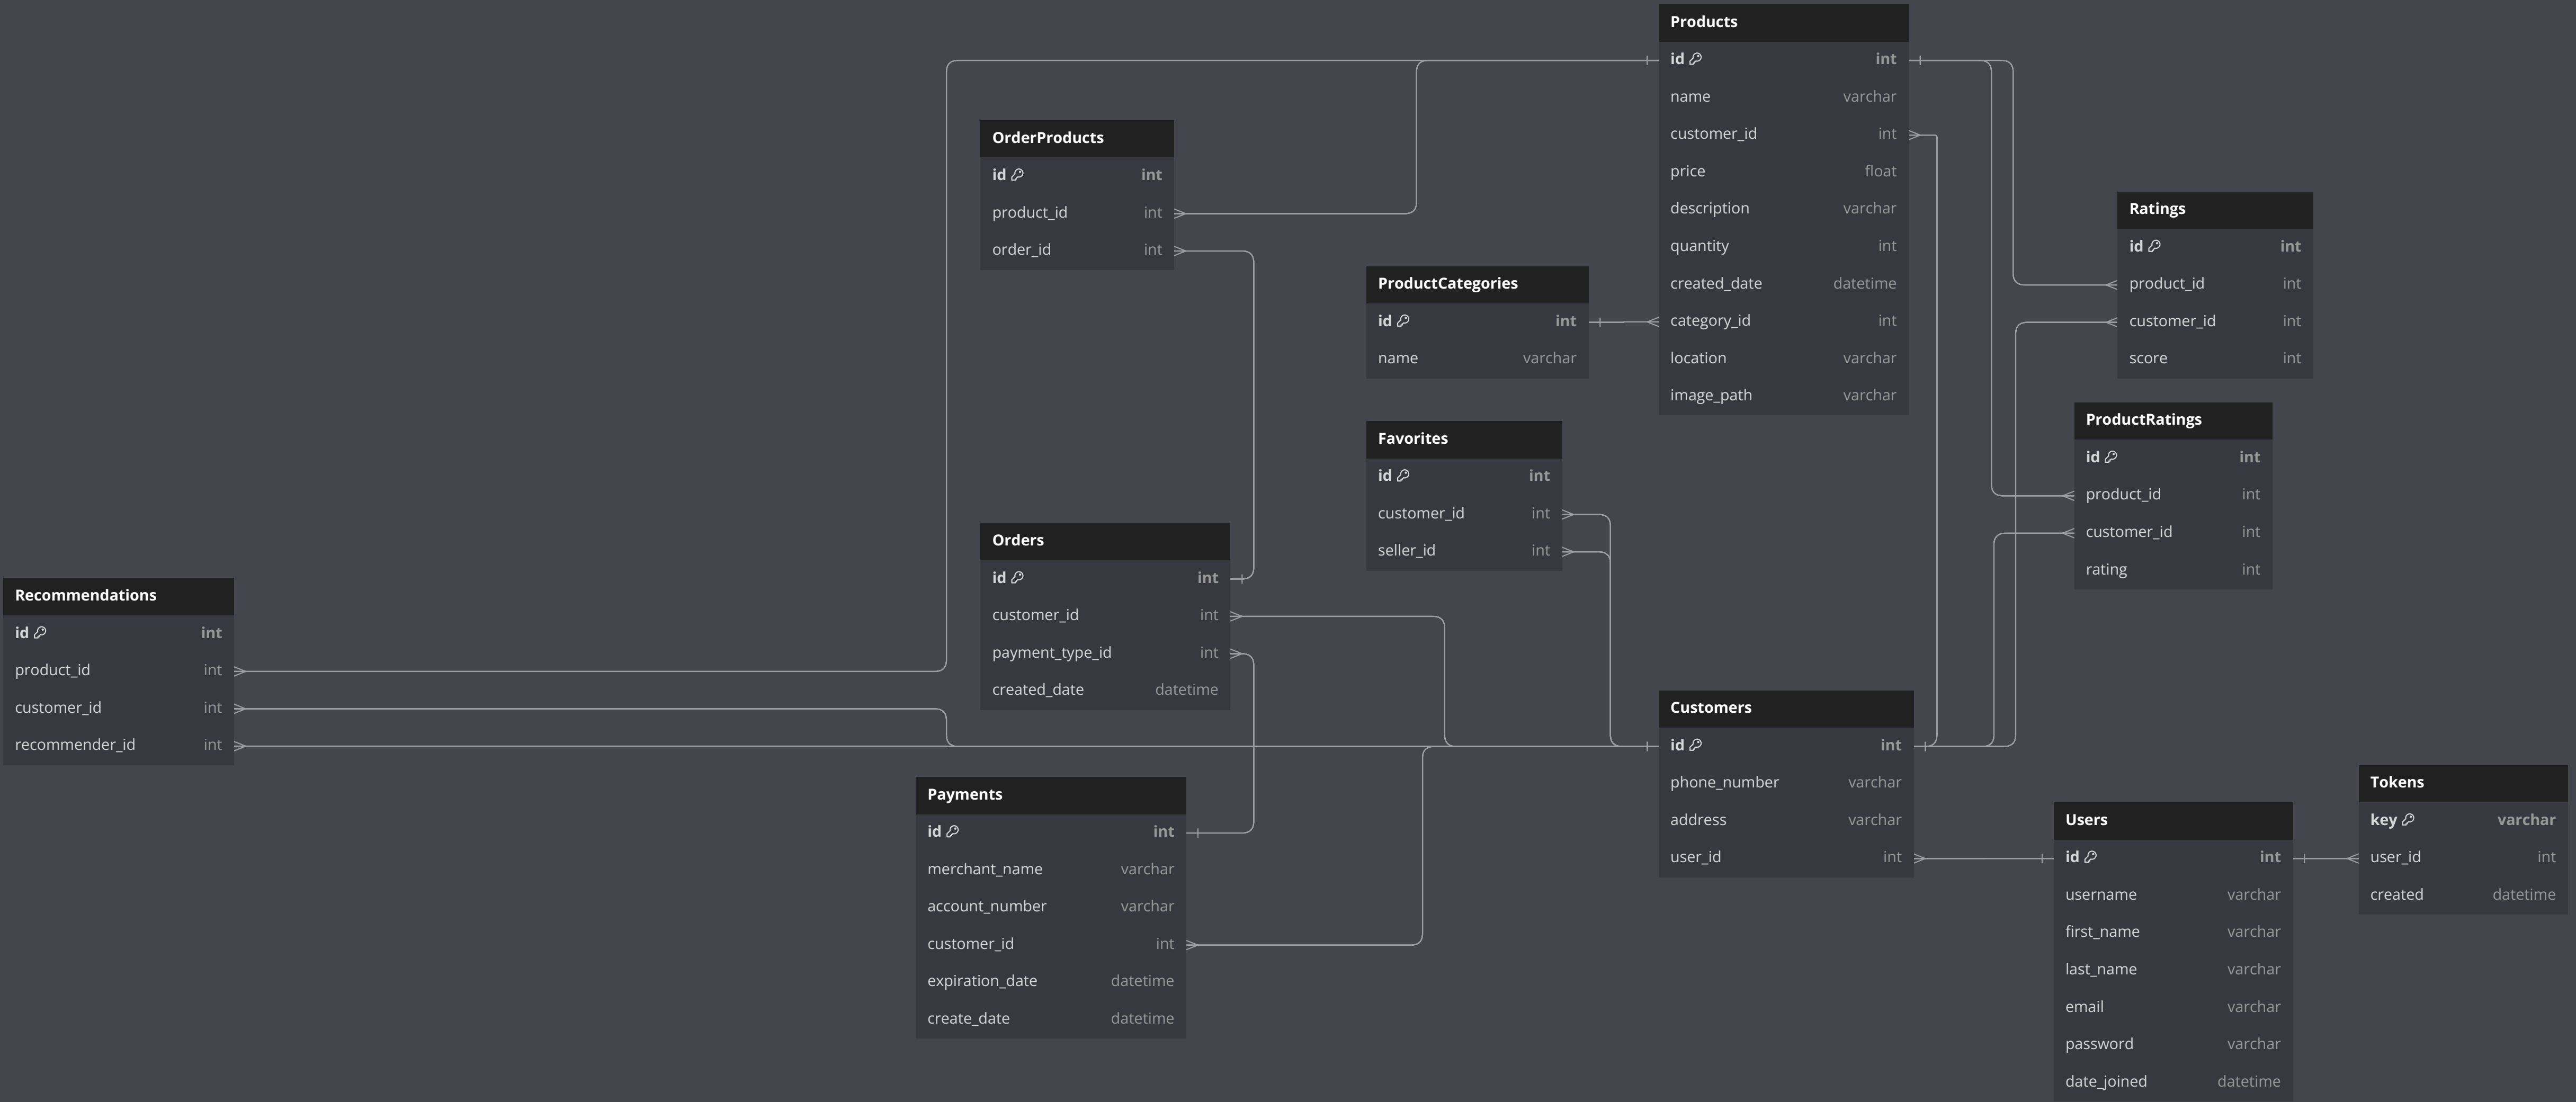 Products
id int
name varchar
customer_id int
price float
description varchar
quantity int
created_date datetime
category_id int
location varchar
image_path varchar
OrderProducts
id int
product_id int
order_id int
Ratings
id int
product_id int
customer_id int
score int
ProductCategories
id int
name varchar
ProductRatings
id int
product_id int
customer_id int
rating int
Favorites
id int
customer_id int
seller_id int
Orders
id int
customer_id int
payment_type_id int
created_date datetime
Recommendations
id int
product_id int
customer_id int
recommender_id int
Customers
id int
phone_number varchar
address varchar
user_id int
Payments
id int
merchant_name varchar
account_number varchar
customer_id int
expiration_date datetime
create_date datetime
Users
id int
username varchar
first_name varchar
last_name varchar
email varchar
password varchar
date_joined datetime
Tokens
key varchar
user_id int
created datetime